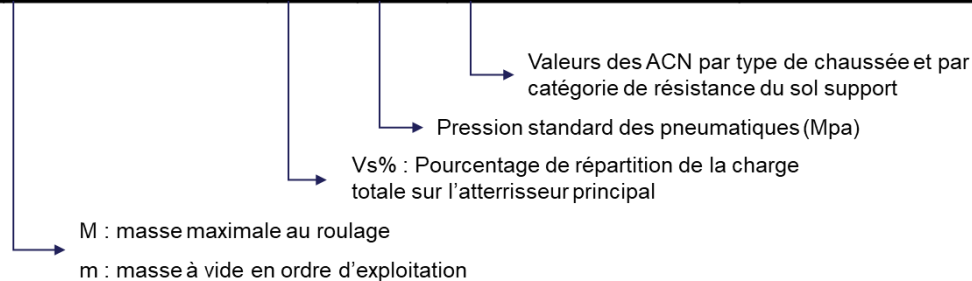 Valeurs des ACN par type de chaussée et par
catégorie de résistance du sol support
Pression standard des pneumatiques (Mpa)
Vs% : Pourcentage de répartition de la charge
totale sur l’atterrisseur principal
M : masse maximale au roulage
m : masse à vide en ordre d’exploitation